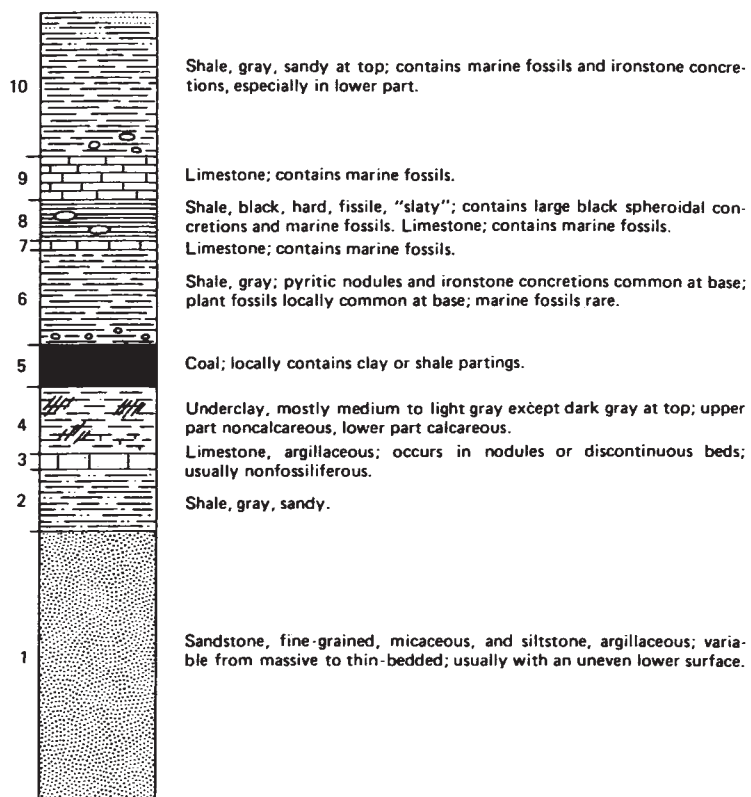 10
Shale, gray, sandy at top; contains marine fossils and ironstone concre-
tions, especially in lower part.
9
Limestone; contains marine fossils.
8
Shale, black, hard, fissile, "slaty"; contains large black spheroidal con-
cretions and marine fossils. Limestone; contains marine fossils.
7
Limestone; contains marine fossils.
6
Shale, gray; pyritic nodules and ironstone concretions common at base;
plant fossils locally common at base; marine fossils rare.
5
Coal; locally contains clay or shale partings.
4
Underclay, mostly medium to light gray except dark gray at top; upper
part noncalcareous, lower part calcareous.
3
Limestone, argillaceous; occurs in nodules or discontinuous beds;
usually nonfossiliferous.
2
Shale, gray, sandy.
1
Sandstone, fine-grained, micaceous, and siltstone, argillaceous; varia-
ble from massive to thin-bedded; usually with an uneven lower surface.